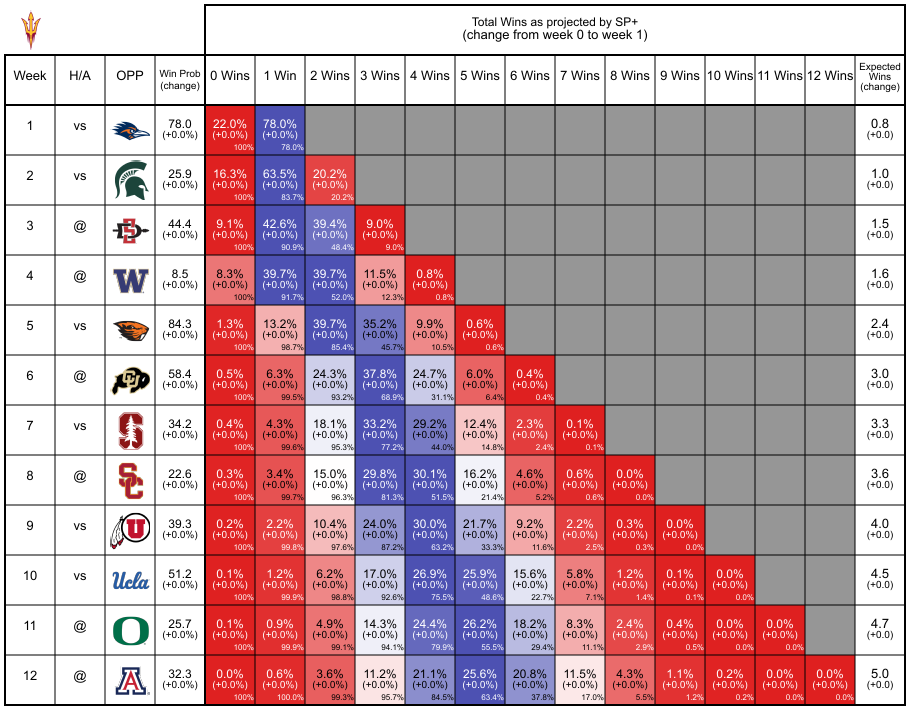 Total Wins as projected by SP+
(change from week 0 to week 1)
Week H/A OPP Win Prob (change) 0 Wins 1 Win 2 Wins 3 Wins 4 Wins 5 Wins 6 Wins 7 Wins 8 Wins 9 Wins 10 Wins 11 Wins 12 Wins Expected Wins (change)
1 vs 78.0 22.0% 78.0% 0.8
(+0.0%) (+0.0%) (+0.0%) (+0.0)
100% 78.0%
2 vs 25.9 16.3% 63.5% 20.2% 1.0
(+0.0%) (+0.0%) (+0.0%) (+0.0%) (+0.0)
100% 83.7% 20.2%
3 @ 44.4 9.1% 42.6% 39.4% 9.0% 1.5
(+0.0%) (+0.0%) (+0.0%) (+0.0%) (+0.0%) (+0.0)
100% 90.9% 48.4% 9.0%
4 @ W 8.5 8.3% 39.7% 39.7% 11.5% 0.8% 1.6
(+0.0%) (+0.0%) (+0.0%) (+0.0%) (+0.0%) (+0.0%) (+0.0)
100% 91.7% 52.0% 12.3% 0.8%
5 vs 84.3 1.3% 13.2% 39.7% 35.2% 9.9% 0.6% 2.4
(+0.0%) (+0.0%) (+0.0%) (+0.0%) (+0.0%) (+0.0%) (+0.0%) (+0.0)
100% 98.7% 85.4% 45.7% 10.5% 0.6%
6 @ CU 58.4 0.5% 6.3% 24.3% 37.8% 24.7% 6.0% 0.4% 3.0
(+0.0%) (+0.0%) (+0.0%) (+0.0%) (+0.0%) (+0.0%) (+0.0%) (+0.0%) (+0.0)
100% 99.5% 93.2% 68.9% 31.1% 6.4% 0.4%
7 vs S 34.2 0.4% 4.3% 18.1% 33.2% 29.2% 12.4% 2.3% 0.1% 3.3
(+0.0%) (+0.0%) (+0.0%) (+0.0%) (+0.0%) (+0.0%) (+0.0%) (+0.0%) (+0.0%) (+0.0)
100% 99.6% 95.3% 77.2% 44.0% 14.8% 2.4% 0.1%
8 @ SC 22.6 0.3% 3.4% 15.0% 29.8% 30.1% 16.2% 4.6% 0.6% 0.0% 3.6
(+0.0%) (+0.0%) (+0.0%) (+0.0%) (+0.0%) (+0.0%) (+0.0%) (+0.0%) (+0.0%) (+0.0%) (+0.0)
100% 99.7% 96.3% 81.3% 51.5% 21.4% 5.2% 0.6% 0.0%
9 vs U 39.3 0.2% 2.2% 10.4% 24.0% 30.0% 21.7% 9.2% 2.2% 0.3% 0.0% 4.0
(+0.0%) (+0.0%) (+0.0%) (+0.0%) (+0.0%) (+0.0%) (+0.0%) (+0.0%) (+0.0%) (+0.0%) (+0.0%) (+0.0)
100% 99.8% 97.6% 87.2% 63.2% 33.3% 11.6% 2.5% 0.3% 0.0%
10 vs Ucla 51.2 0.1% 1.2% 6.2% 17.0% 26.9% 25.9% 15.6% 5.8% 1.2% 0.1% 0.0% 4.5
(+0.0%) (+0.0%) (+0.0%) (+0.0%) (+0.0%) (+0.0%) (+0.0%) (+0.0%) (+0.0%) (+0.0%) (+0.0%) (+0.0%) (+0.0)
100% 99.9% 98.8% 92.6% 75.5% 48.6% 22.7% 7.1% 1.4% 0.1% 0.0%
11 @ O 25.7 0.1% 0.9% 4.9% 14.3% 24.4% 26.2% 18.2% 8.3% 2.4% 0.4% 0.0% 0.0% 4.7
(+0.0%) (+0.0%) (+0.0%) (+0.0%) (+0.0%) (+0.0%) (+0.0%) (+0.0%) (+0.0%) (+0.0%) (+0.0%) (+0.0%) (+0.0%) (+0.0)
100% 99.9% 99.1% 94.1% 79.9% 55.5% 29.4% 11.1% 2.9% 0.5% 0.0% 0.0%
12 @ A 32.3 0.0% 0.6% 3.6% 11.2% 21.1% 25.6% 20.8% 11.5% 4.3% 1.1% 0.2% 0.0% 0.0% 5.0
(+0.0%) (+0.0%) (+0.0%) (+0.0%) (+0.0%) (+0.0%) (+0.0%) (+0.0%) (+0.0%) (+0.0%) (+0.0%) (+0.0%) (+0.0%) (+0.0%) (+0.0)
100% 100.0% 99.3% 95.7% 84.5% 63.4% 37.8% 17.0% 5.5% 1.2% 0.2% 0.0% 0.0%